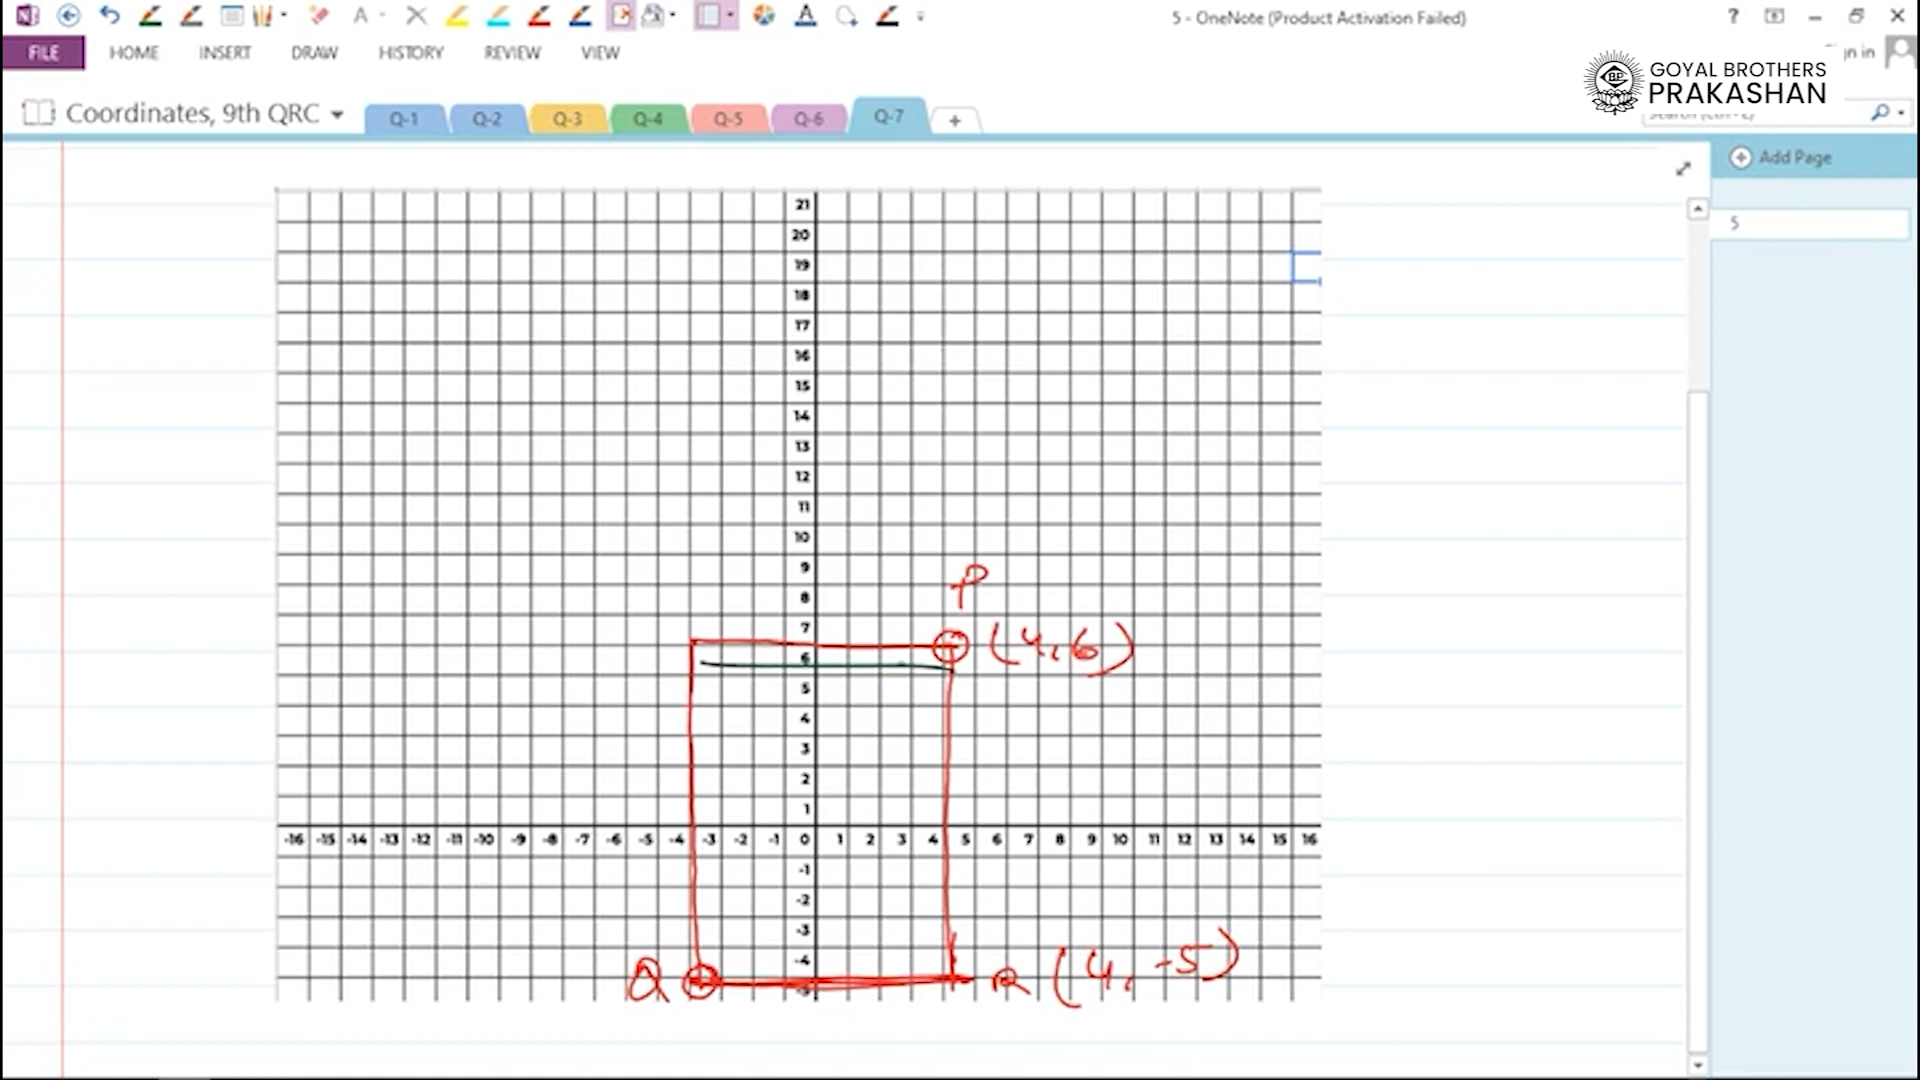 5 - OneNote (Product Activation Failed)
FILE HOME INSERT DRAW HISTORY REVIEW VIEW
GOYAL BROTHERS
PRAKASHAN
Coordinates, 9th QRC
Q-1 Q-2 Q-3 Q-4 Q-5 Q-6 Q-7 +
Add Page
5
21
20
19
18
17
16
15
14
13
12
11
10
9
8
7
6
5
4
3
2
1
-16 -15 -14 -13 -12 -11 -10 -9 -8 -7 -6 -5 -4 -3 -2 -1 0 1 2 3 4 5 6 7 8 9 10 11 12 13 14 15 16
-1
-2
-3
-4
P
(4,6)
Q
R (4,-5)